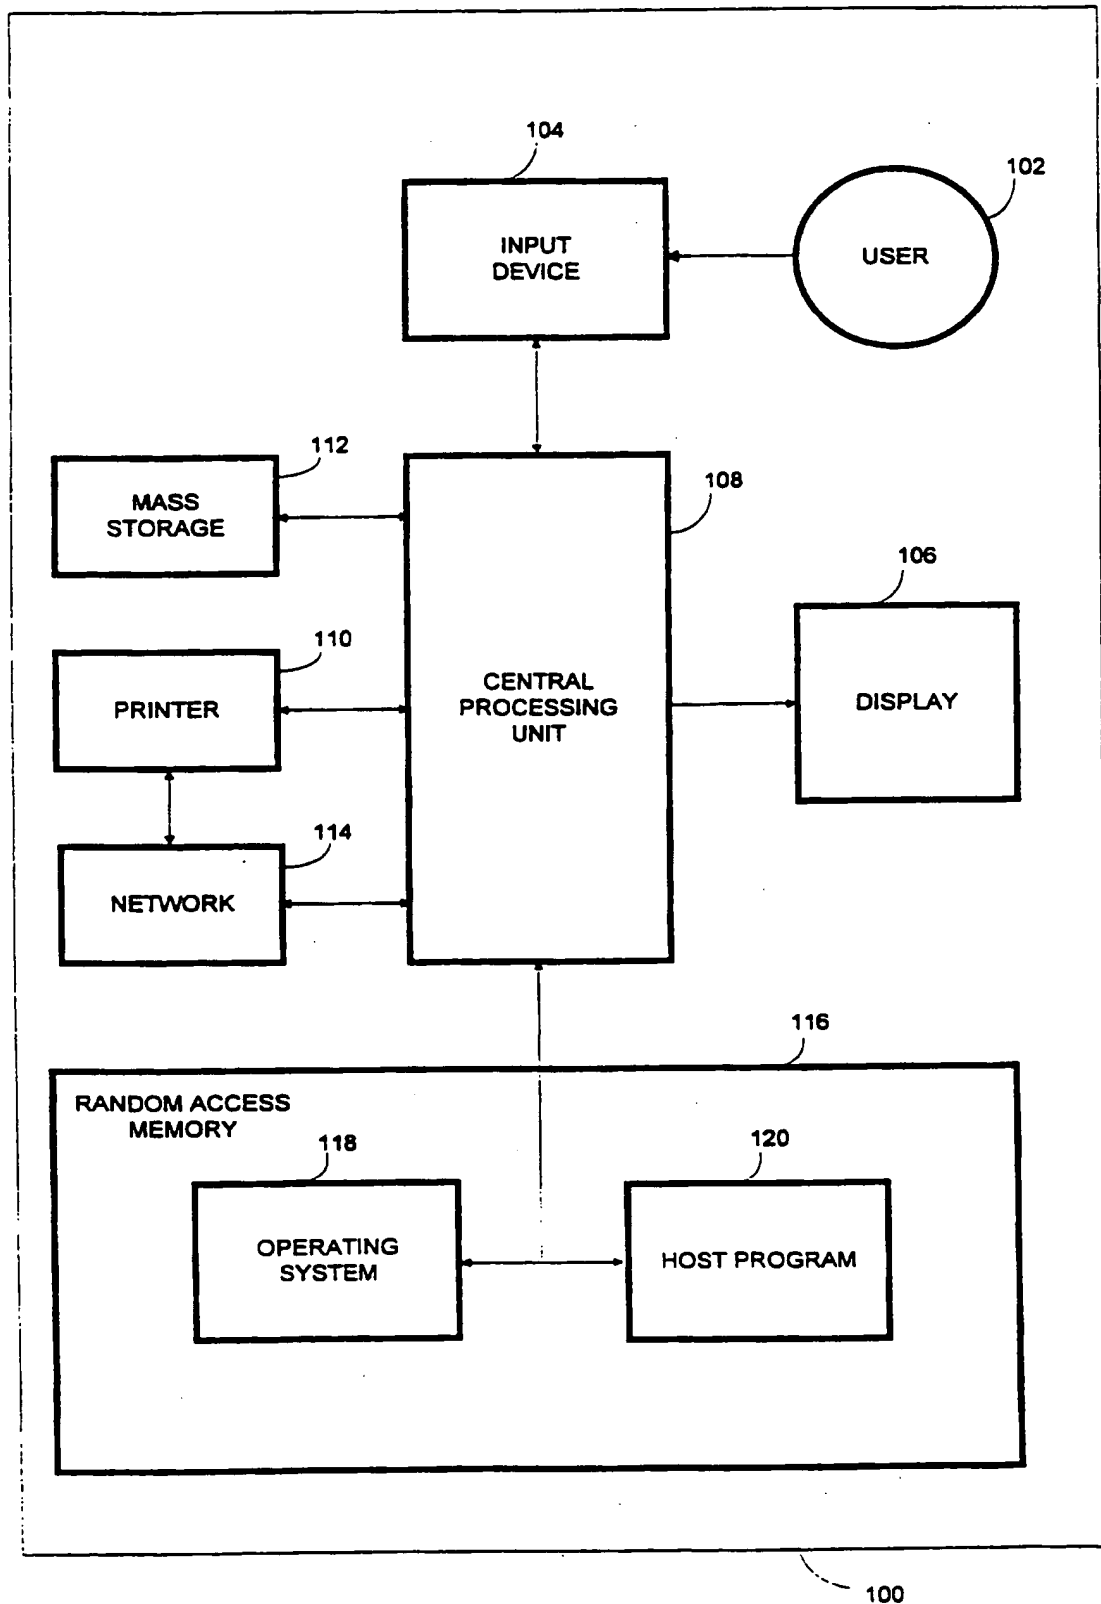 104
102
INPUT
DEVICE
USER
112
MASS
STORAGE
108
106
110
PRINTER
CENTRAL
PROCESSING
UNIT
DISPLAY
114
NETWORK
116
RANDOM ACCESS
MEMORY
118
120
OPERATING
SYSTEM
HOST PROGRAM
100